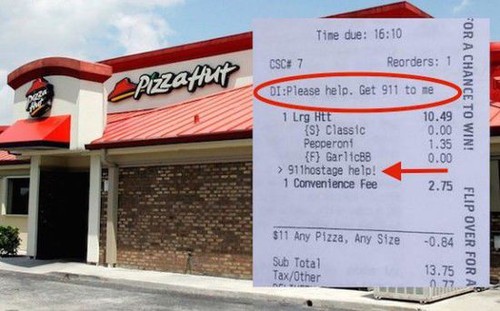 Pizza Hut
Pizza Hut
Time due: 16:10
CSC# 7 Reorders: 1
DI:Please help. Get 911 to me
1 Lrg Htt 10.49
{S} Classic 0.00
Pepperoni 1.35
{F} GarlicBB 0.00
> 911hostage help!
1 Convenience Fee 2.75
$11 Any Pizza, Any Size -0.84
Sub Total 13.75
Tax/Other 0.77
FOR A CHANCE TO WIN!
FLIP OVER FOR A